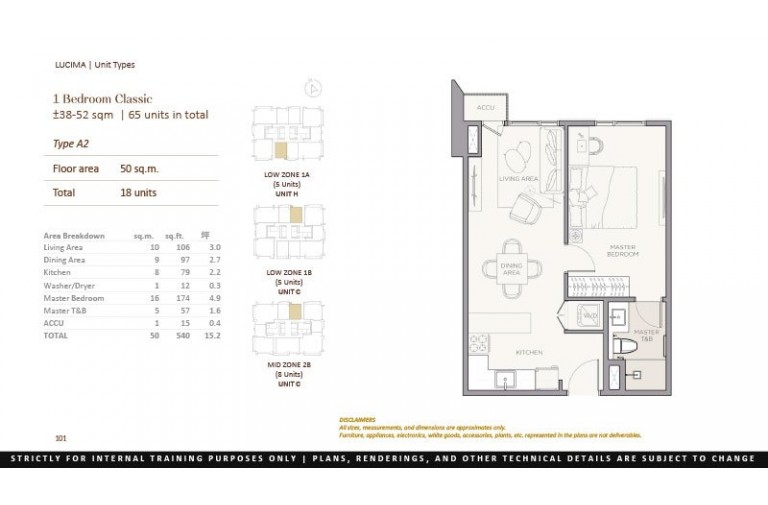 LUCIMA | Unit Types
1 Bedroom Classic
±38-52 sqm | 65 units in total
Type A2
Floor area 50 sq.m.
Total 18 units
Area Breakdown sq.m. sq.ft. 坪
Living Area 10 106 3.0
Dining Area 9 97 2.7
Kitchen 8 79 2.2
Washer/Dryer 1 12 0.3
Master Bedroom 16 174 4.9
Master T&B 5 57 1.6
ACCU 1 15 0.4
TOTAL 50 540 15.2
LOW ZONE 1A
(5 Units)
UNIT H
LOW ZONE 1B
(5 Units)
UNIT C
MID ZONE 2B
(8 Units)
UNIT C
ACCU
LIVING AREA
MASTER
BEDROOM
DINING
AREA
W/D
MASTER
T&B
KITCHEN
DISCLAIMERS
All sizes, measurements, and dimensions are approximates only.
Furniture, appliances, electronics, white goods, accessories, plants, etc. represented in the plans are not deliverables.
101
STRICTLY FOR INTERNAL TRAINING PURPOSES ONLY | PLANS, RENDERINGS, AND OTHER TECHNICAL DETAILS ARE SUBJECT TO CHANGE